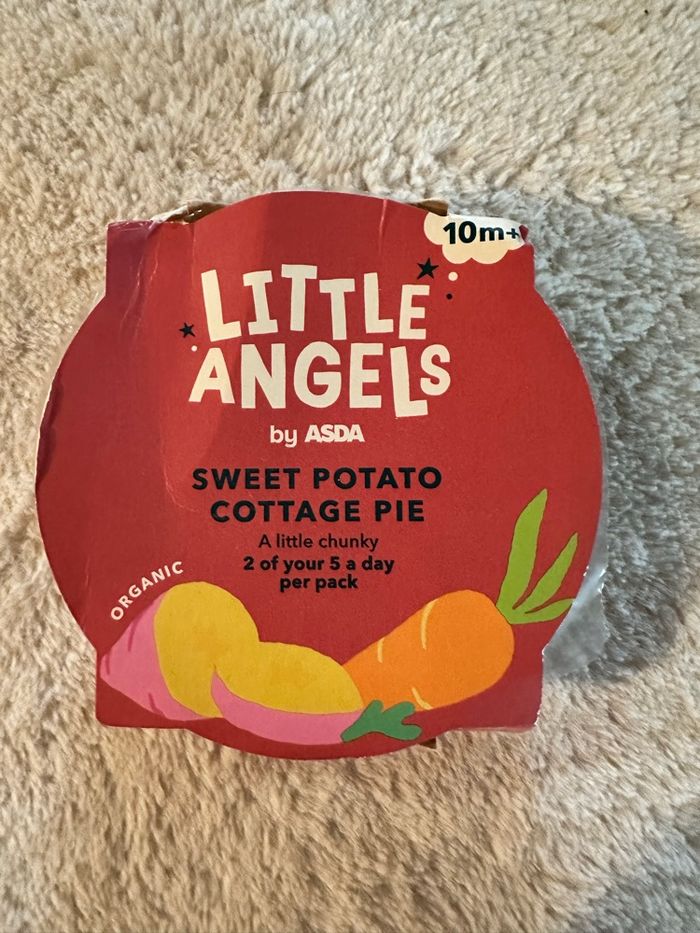 10m+
LITTLE
ANGELS
by ASDA
SWEET POTATO
COTTAGE PIE
A little chunky
2 of your 5 a day
per pack
ORGANIC